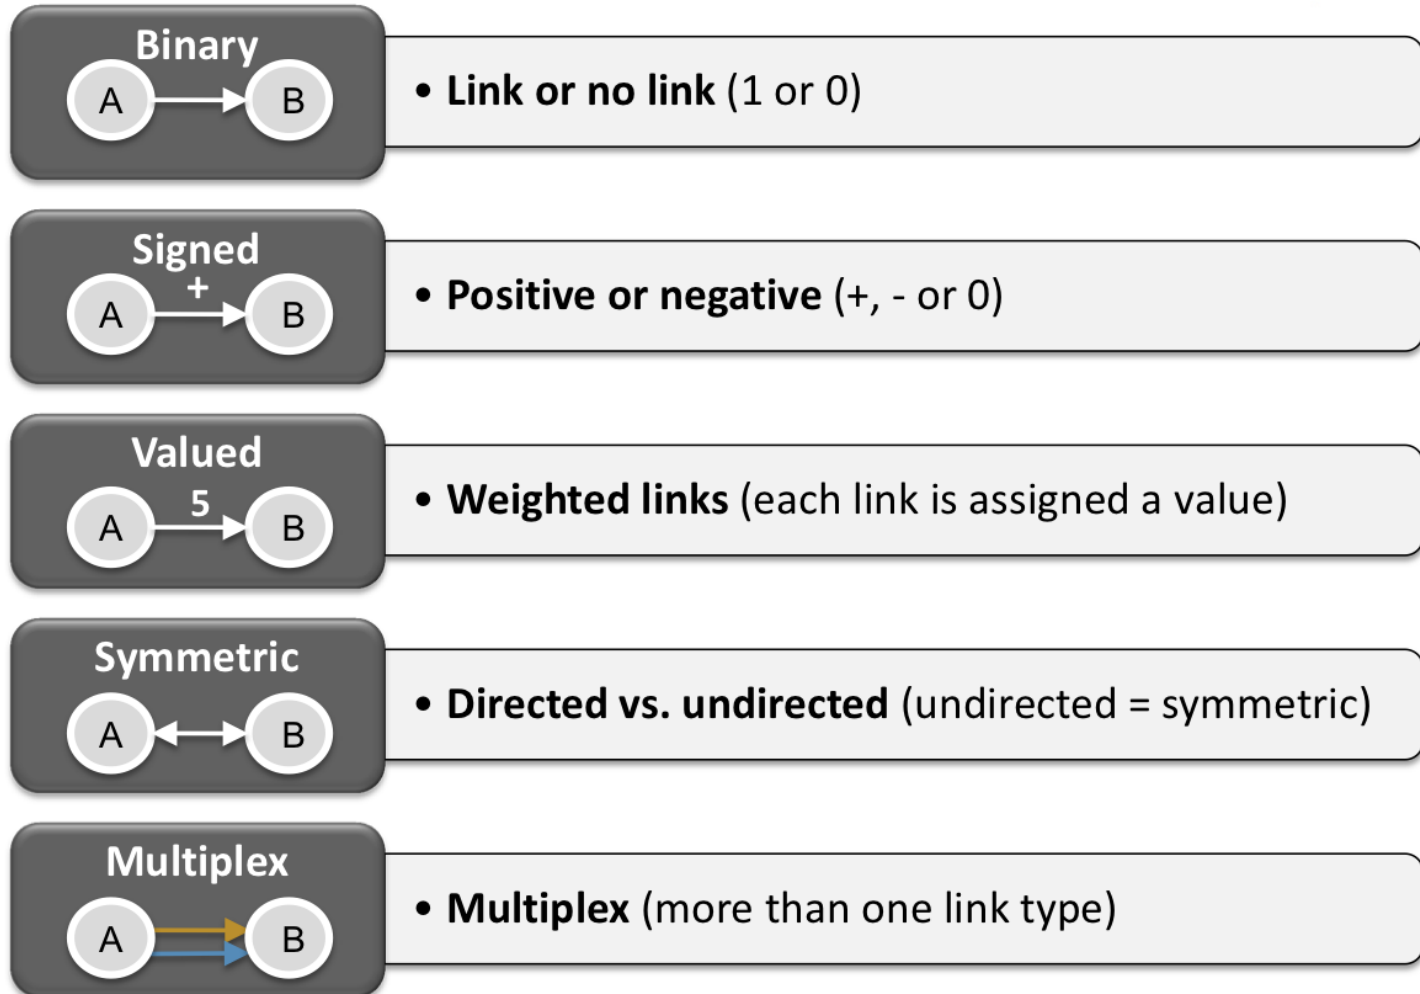 Binary
A B
• Link or no link (1 or 0)
Signed
+
A B
• Positive or negative (+, - or 0)
Valued
5
A B
• Weighted links (each link is assigned a value)
Symmetric
A B
• Directed vs. undirected (undirected = symmetric)
Multiplex
A B
• Multiplex (more than one link type)